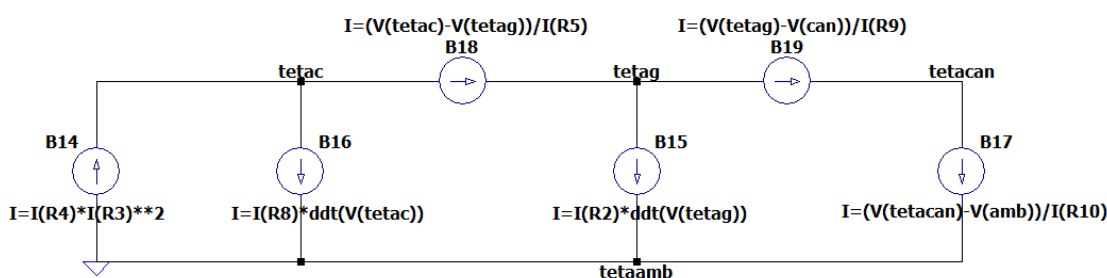 I=(V(tetac)-V(tetag))/I(R5)
I=(V(tetag)-V(can))/I(R9)
B18
B19
tetac
tetag
tetacan
B14
B16
B15
B17
I=I(R4)*I(R3)**2
I=I(R8)*ddt(V(tetac))
I=I(R2)*ddt(V(tetag))
I=(V(tetacan)-V(amb))/I(R10)
tetaamb